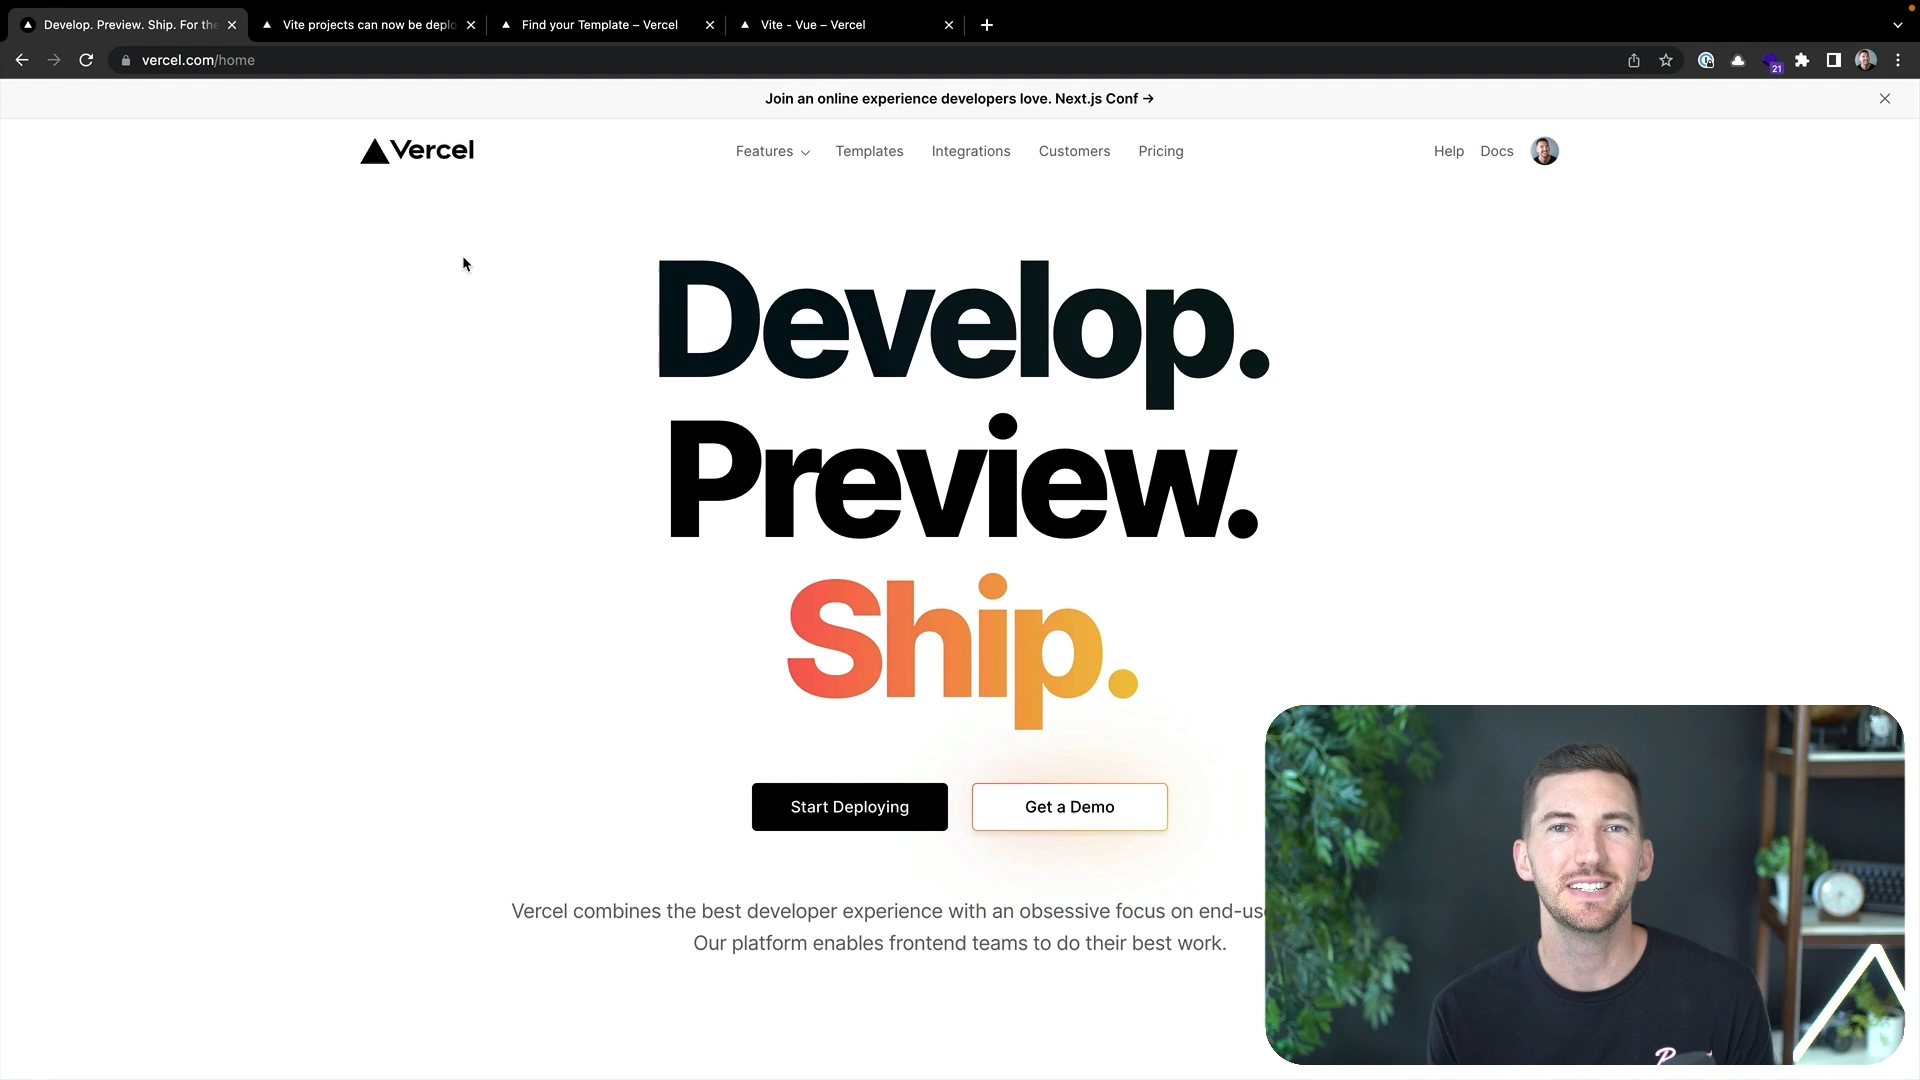 Develop. Preview. Ship. For the
Vite projects can now be deplo
Find your Template – Vercel
Vite - Vue – Vercel
vercel.com/home
21
Join an online experience developers love. Next.js Conf →
Vercel
Features
Templates
Integrations
Customers
Pricing
Help
Docs
Develop.
Preview.
Ship.
Start Deploying
Get a Demo
Vercel combines the best developer experience with an obsessive focus on end-us
Our platform enables frontend teams to do their best work.